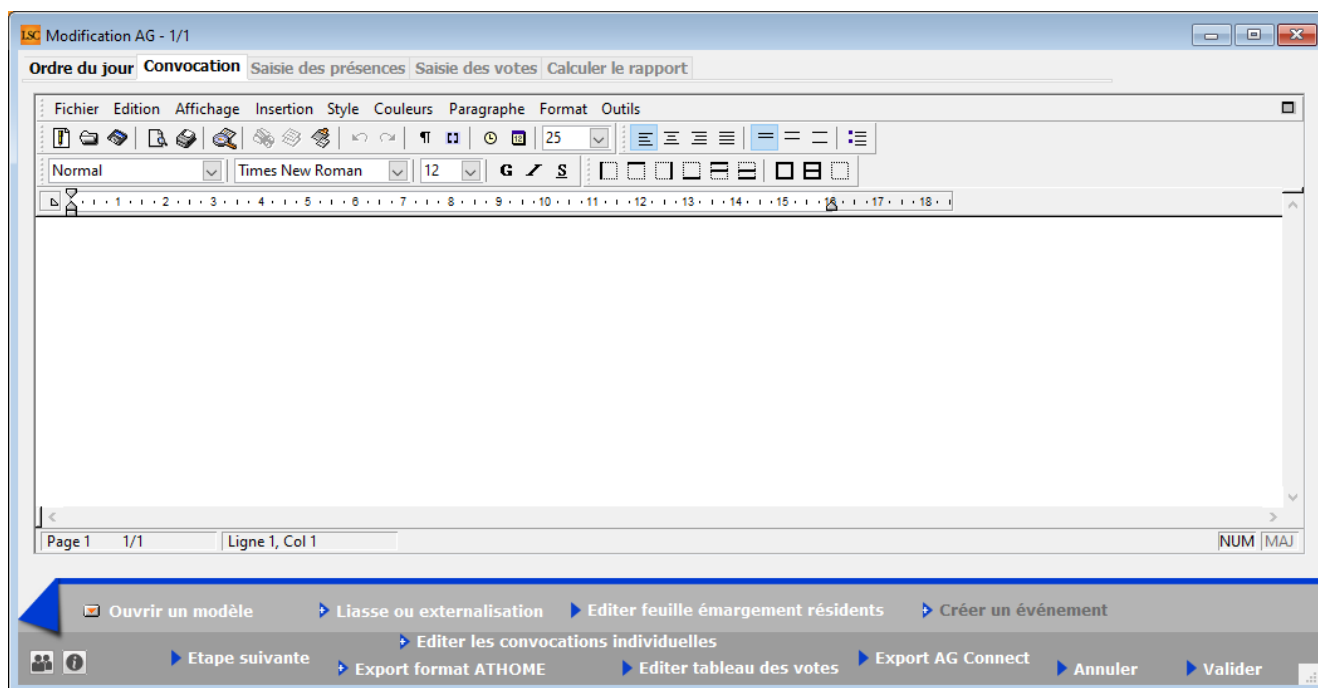 LSC Modification AG - 1/1
Ordre du jour Convocation Saisie des présences Saisie des votes Calculer le rapport
Fichier Edition Affichage Insertion Style Couleurs Paragraphe Format Outils
25
Normal Times New Roman 12 G I S
1 2 3 4 5 6 7 8 9 10 11 12 13 14 15 16 17 18
Page 1 1/1 Ligne 1, Col 1 NUM MAJ
Ouvrir un modèle Liasse ou externalisation Editer feuille émargement résidents Créer un événement
Editer les convocations individuelles
Etape suivante Export format ATHOME Editer tableau des votes Export AG Connect Annuler Valider